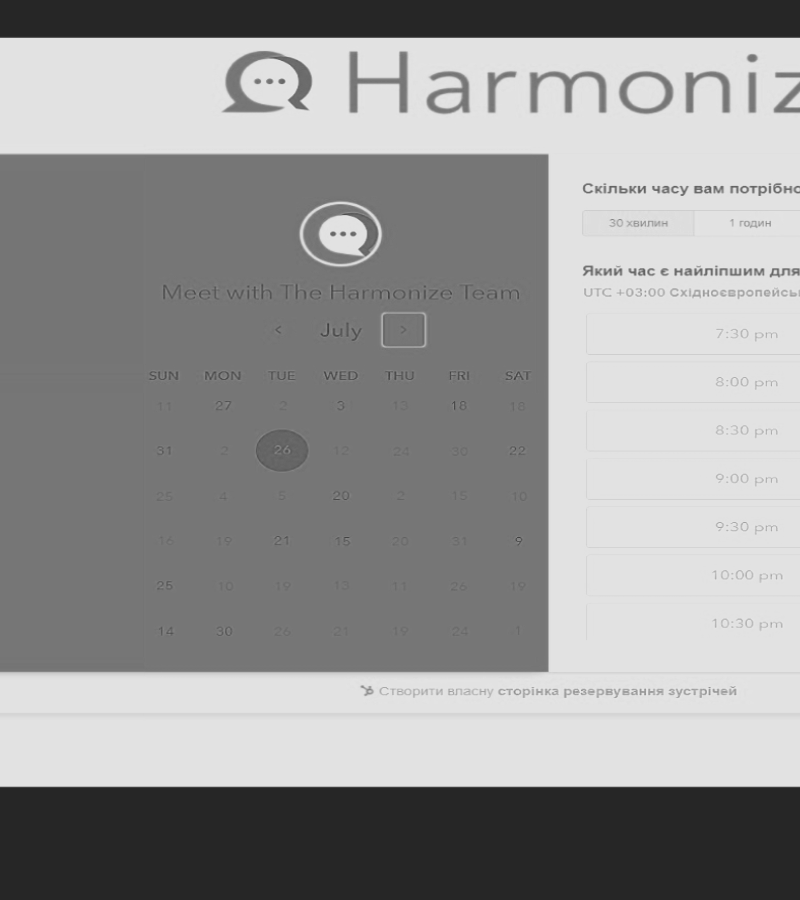 Harmoniz
Meet with The Harmonize Team
< July >
SUN MON TUE WED THU FRI SAT
11 27 2 3 13 18 18
31 2 26 12 24 30 22
25 4 5 20 2 15 10
16 19 21 15 20 31 9
25 10 19 13 11 26 19
14 30 26 21 19 24 1
Скільки часу вам потрібно
30 хвилин 1 годин
Який час є найліпшим для
UTC +03:00 Східноєвропейсь
7:30 pm
8:00 pm
8:30 pm
9:00 pm
9:30 pm
10:00 pm
10:30 pm
Створити власну сторінка резервування зустрічей